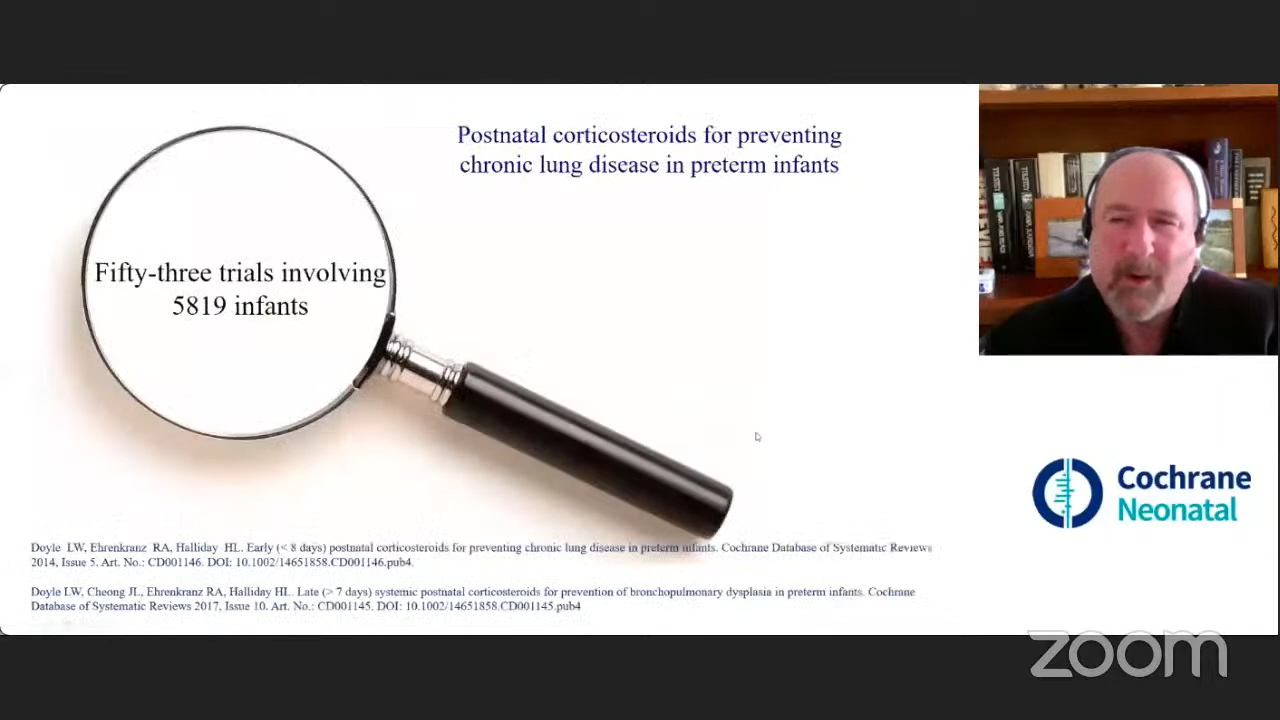 Postnatal corticosteroids for preventing
chronic lung disease in preterm infants
Fifty-three trials involving
5819 infants
Cochrane
Neonatal
Doyle LW, Ehrenkranz RA, Halliday HL. Early (< 8 days) postnatal corticosteroids for preventing chronic lung disease in preterm infants. Cochrane Database of Systematic Reviews
2014, Issue 5. Art. No.: CD001146. DOI: 10.1002/14651858.CD001146.pub4.
Doyle LW, Cheong JL, Ehrenkranz RA, Halliday HL. Late (> 7 days) systemic postnatal corticosteroids for prevention of bronchopulmonary dysplasia in preterm infants. Cochrane
Database of Systematic Reviews 2017, Issue 10. Art. No.: CD001145. DOI: 10.1002/14651858.CD001145.pub4
zoom